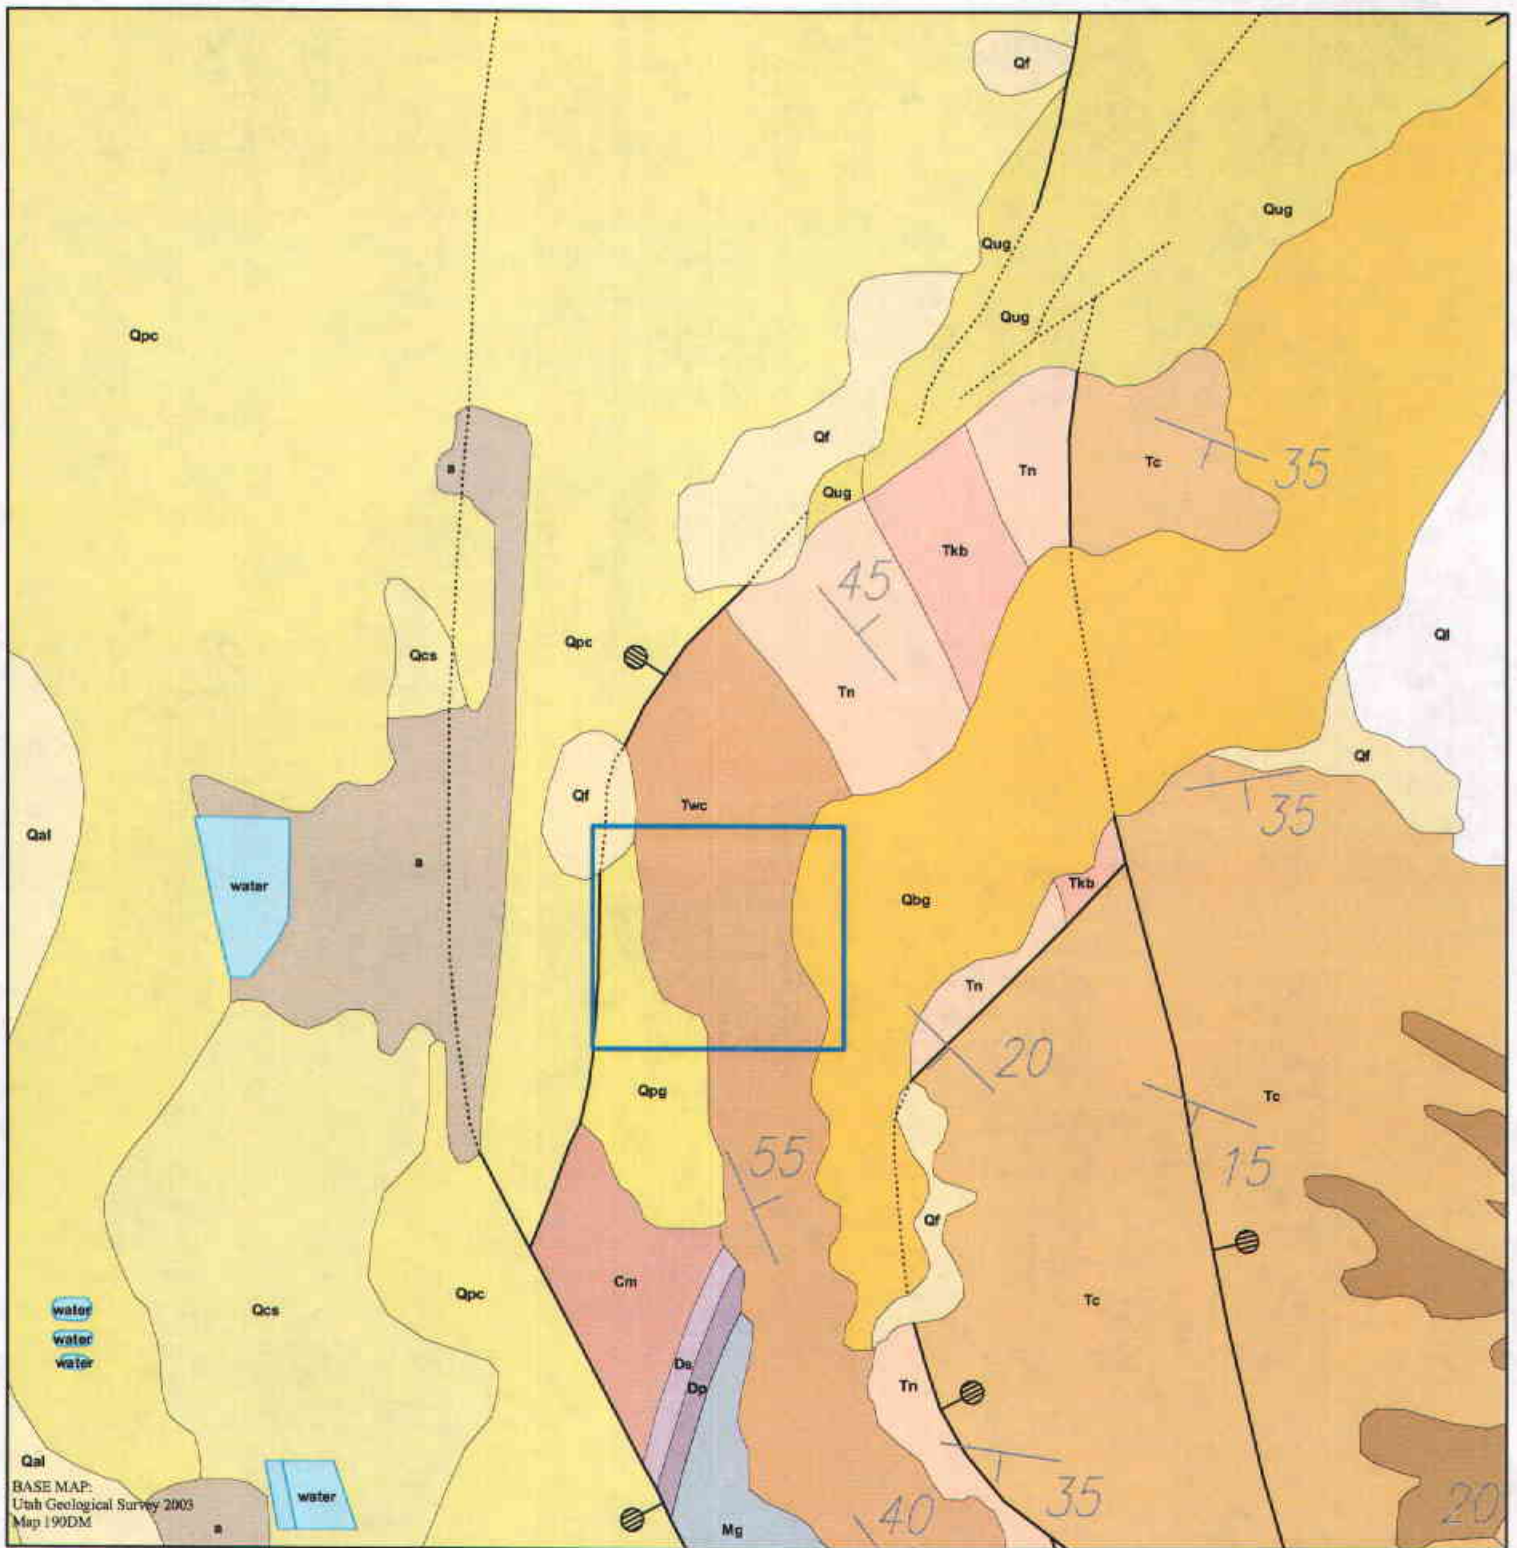 Qf
Qug
Qug
Qug
Qpc
Qf
Tn
Tc
35
a
Qug
Tkb
45
Qpc
Ql
Qcs
Tn
Qf
Qf
Twc
35
Qal
a
Tkb
water
Qbg
Tn
20
Qpg
Tc
55
15
Qf
Cm
Qpc
Tc
Qcs
water
water
water
Ds
Dp
Tn
Qal
BASE MAP:
Utah Geological Survey 2003
Map 190DM
water
35
20
40
a
Mg